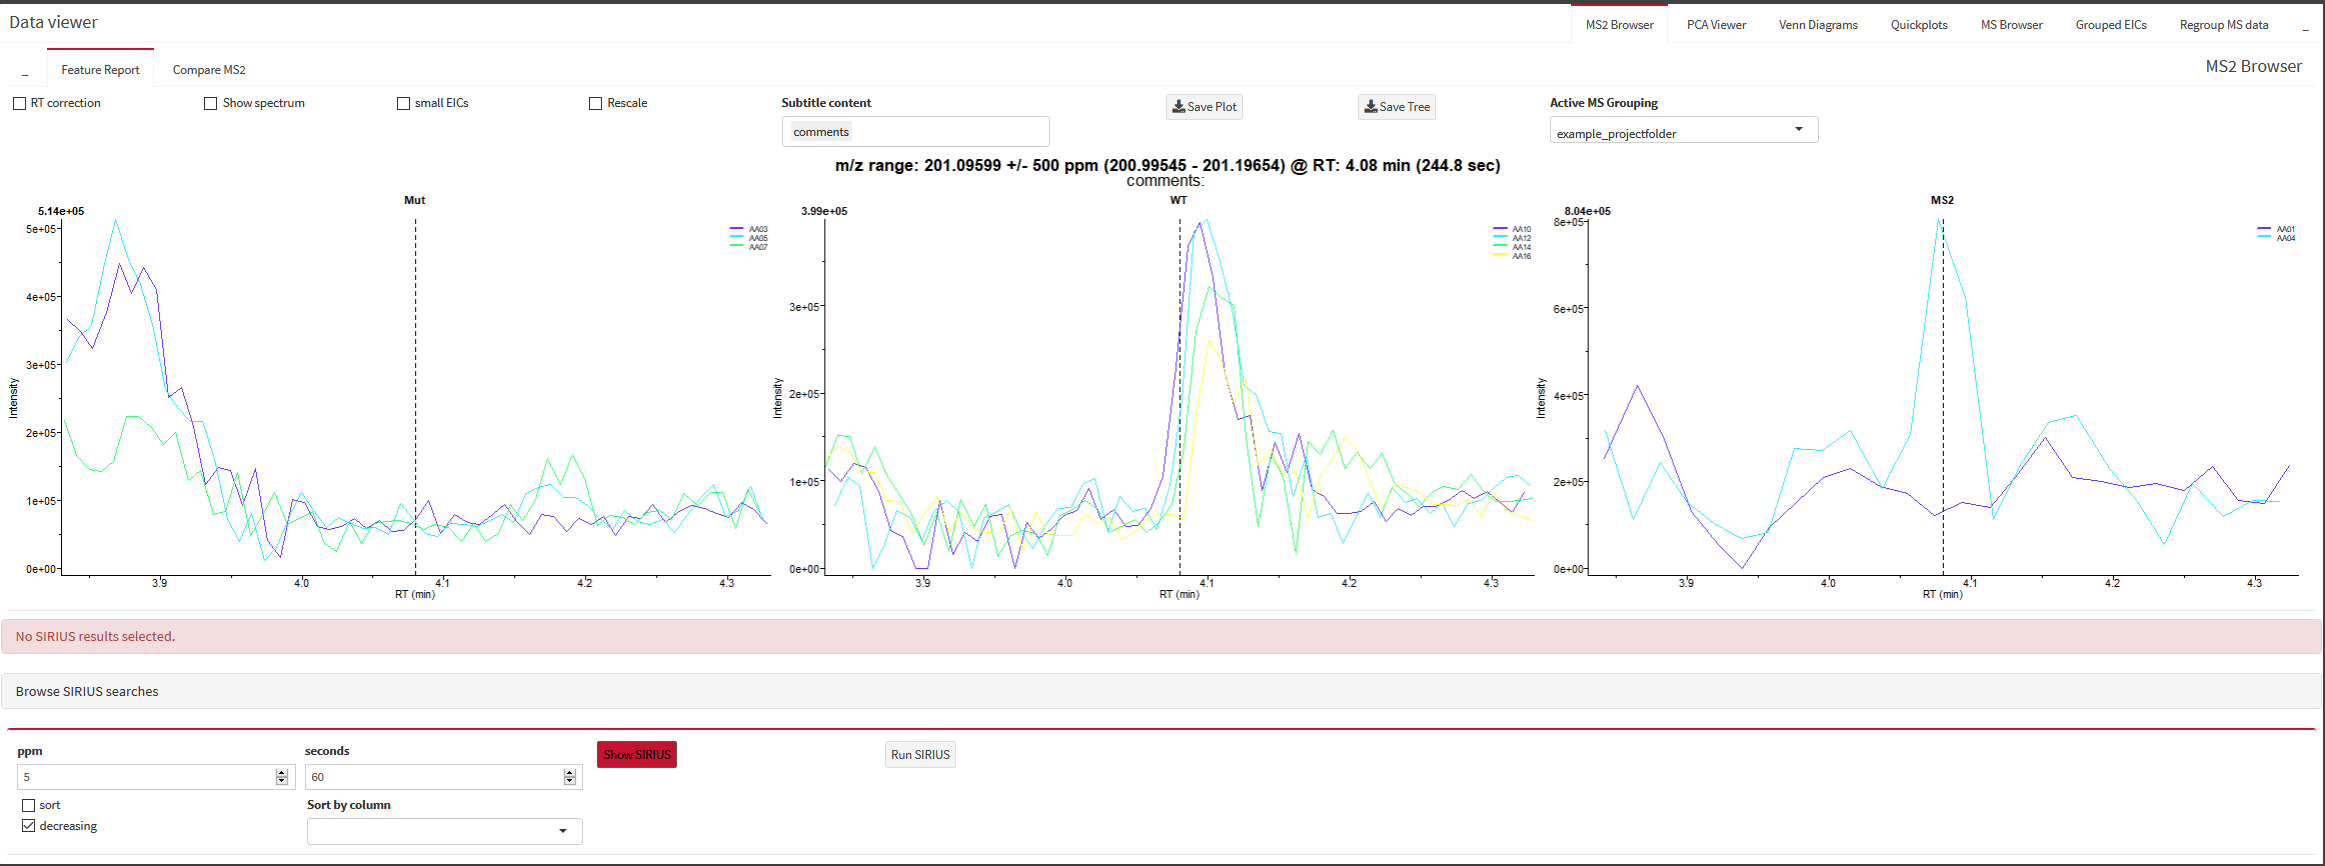 Data viewer
MS2 Browser PCA Viewer Venn Diagrams Quickplots MS Browser Grouped EICs Regroup MS data _
_ Feature Report Compare MS2
MS2 Browser
RT correction Show spectrum small EICs Rescale
Subtitle content
comments
Save Plot Save Tree
Active MS Grouping
example_projectfolder
m/z range: 201.09599 +/- 500 ppm (200.99545 - 201.19654) @ RT: 4.08 min (244.8 sec)
comments:
Mut
5.14e+05
5e+05
4e+05
3e+05
2e+05
1e+05
0e+00
Intensity
AA03
AA05
AA07
3.9 4.0 4.1 4.2 4.3
RT (min)
WT
3.99e+05
3e+05
2e+05
1e+05
0e+00
Intensity
AA10
AA12
AA14
AA16
3.9 4.0 4.1 4.2 4.3
RT (min)
MS2
8.04e+05
8e+05
6e+05
4e+05
2e+05
0e+00
Intensity
AA01
AA04
3.9 4.0 4.1 4.2 4.3
RT (min)
No SIRIUS results selected.
Browse SIRIUS searches
ppm seconds
5 60
Show SIRIUS Run SIRIUS
sort
decreasing
Sort by column